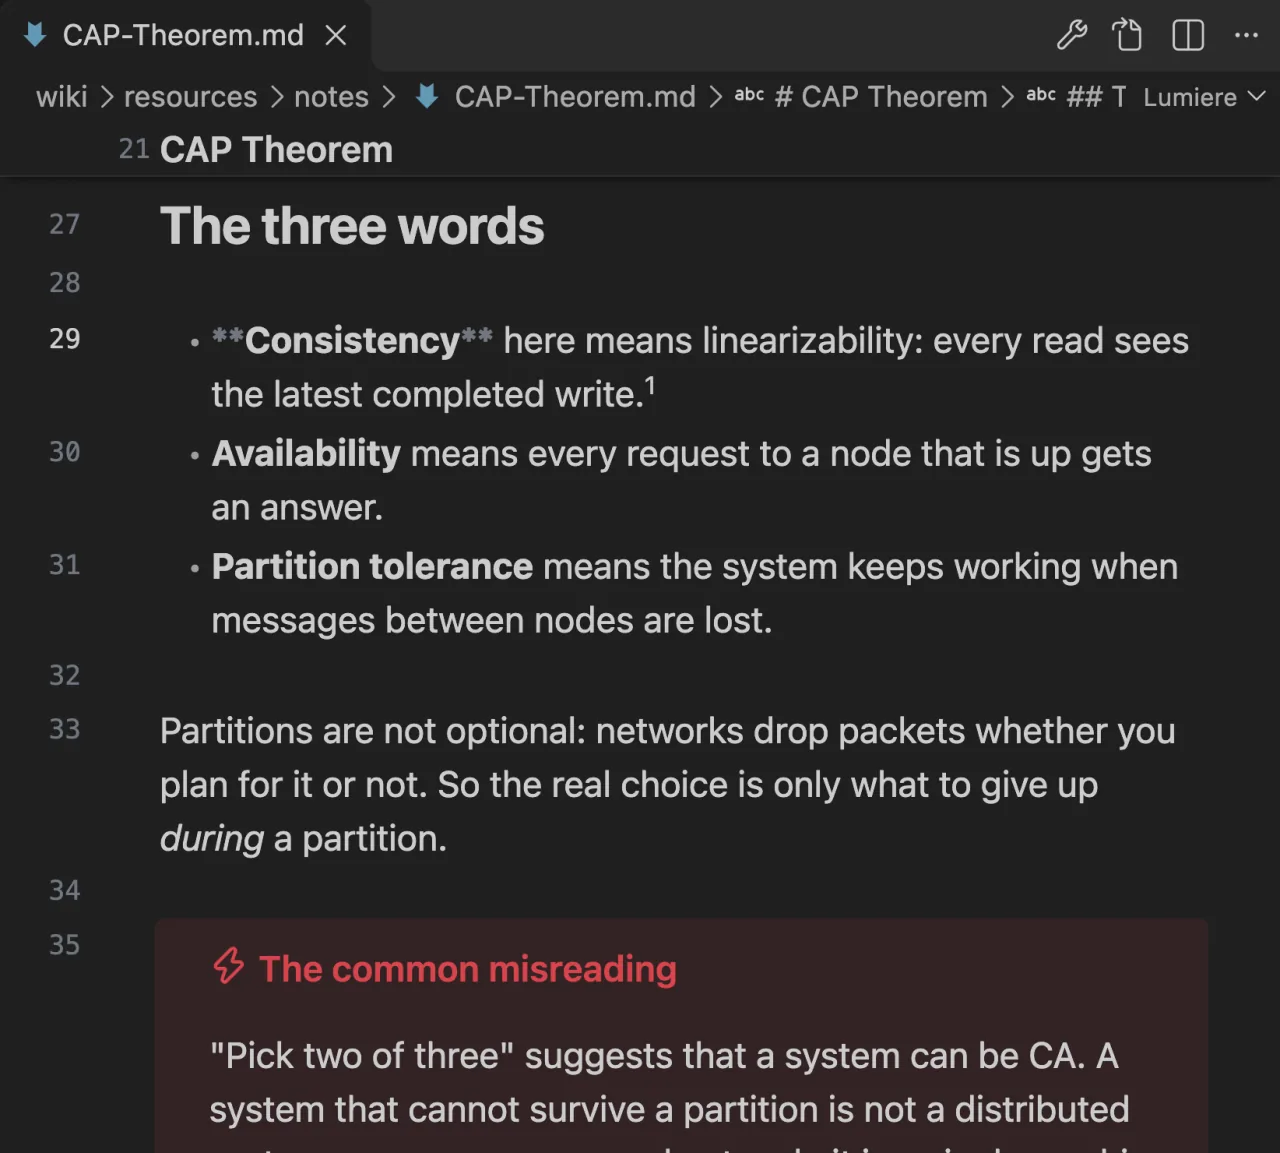 CAP-Theorem.md
wiki > resources > notes > CAP-Theorem.md > abc # CAP Theorem > abc ## T Lumiere
21 CAP Theorem
27 The three words
28
29 • **Consistency** here means linearizability: every read sees
the latest completed write.1
30 • Availability means every request to a node that is up gets
an answer.
31 • Partition tolerance means the system keeps working when
messages between nodes are lost.
32
33 Partitions are not optional: networks drop packets whether you
plan for it or not. So the real choice is only what to give up
during a partition.
34
35 The common misreading
"Pick two of three" suggests that a system can be CA. A
system that cannot survive a partition is not a distributed